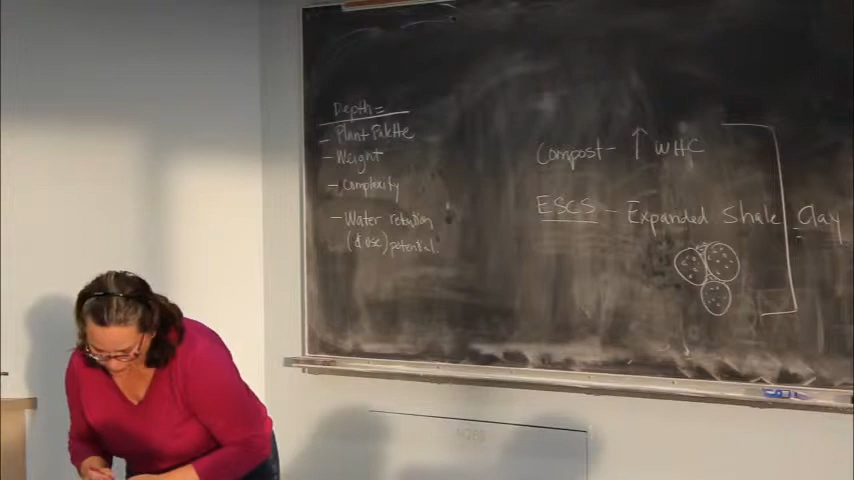 Depth =
- Plant Palette
- Weight
- Complexity
- Water retention
(& use) potential.
Compost - ↑ WHC
ESCS - Expanded Shale Clay